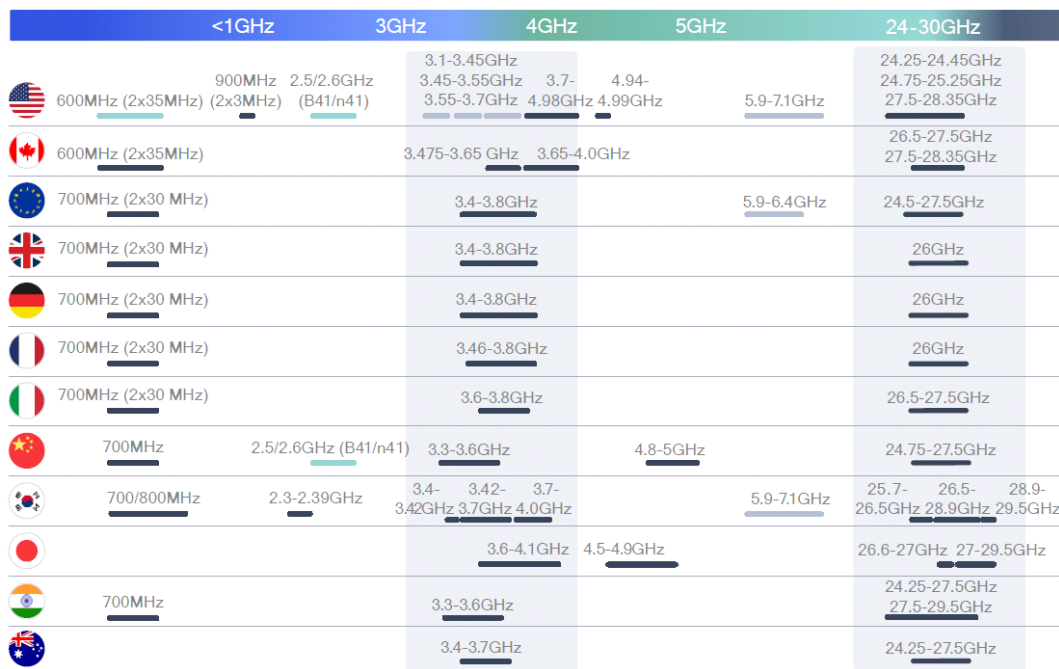 <1GHz 3GHz 4GHz 5GHz 24-30GHz
600MHz (2x35MHz)
900MHz
(2x3MHz)
2.5/2.6GHz
(B41/n41)
3.1-3.45GHz
3.45-3.55GHz
3.55-3.7GHz
3.7-
4.98GHz
4.94-
4.99GHz
5.9-7.1GHz
24.25-24.45GHz
24.75-25.25GHz
27.5-28.35GHz
600MHz (2x35MHz)
3.475-3.65 GHz
3.65-4.0GHz
26.5-27.5GHz
27.5-28.35GHz
700MHz (2x30 MHz)
3.4-3.8GHz
5.9-6.4GHz
24.5-27.5GHz
700MHz (2x30 MHz)
3.4-3.8GHz
26GHz
700MHz (2x30 MHz)
3.4-3.8GHz
26GHz
700MHz (2x30 MHz)
3.46-3.8GHz
26GHz
700MHz (2x30 MHz)
3.6-3.8GHz
26.5-27.5GHz
700MHz
2.5/2.6GHz (B41/n41)
3.3-3.6GHz
4.8-5GHz
24.75-27.5GHz
700/800MHz
2.3-2.39GHz
3.4-
3.42GHz
3.42-
3.7GHz
3.7-
4.0GHz
5.9-7.1GHz
25.7-
26.5GHz
26.5-
28.9GHz
28.9-
29.5GHz
3.6-4.1GHz
4.5-4.9GHz
26.6-27GHz
27-29.5GHz
700MHz
3.3-3.6GHz
24.25-27.5GHz
27.5-29.5GHz
3.4-3.7GHz
24.25-27.5GHz